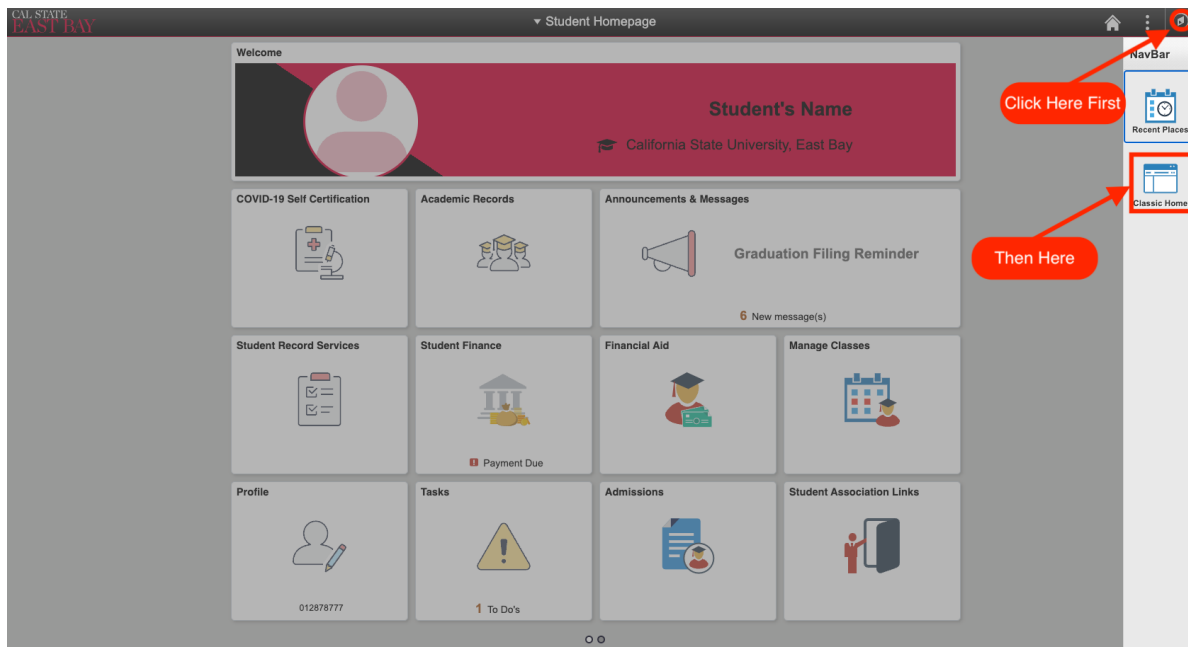 CAL STATE
EAST BAY
Student Homepage
Welcome
NavBar
Student's Name
California State University, East Bay
Click Here First
Recent Places
COVID-19 Self Certification
Academic Records
Announcements & Messages
Classic Home
Graduation Filing Reminder
Then Here
6 New message(s)
Student Record Services
Student Finance
Financial Aid
Manage Classes
Payment Due
Profile
Tasks
Admissions
Student Association Links
012878777
1 To Do's